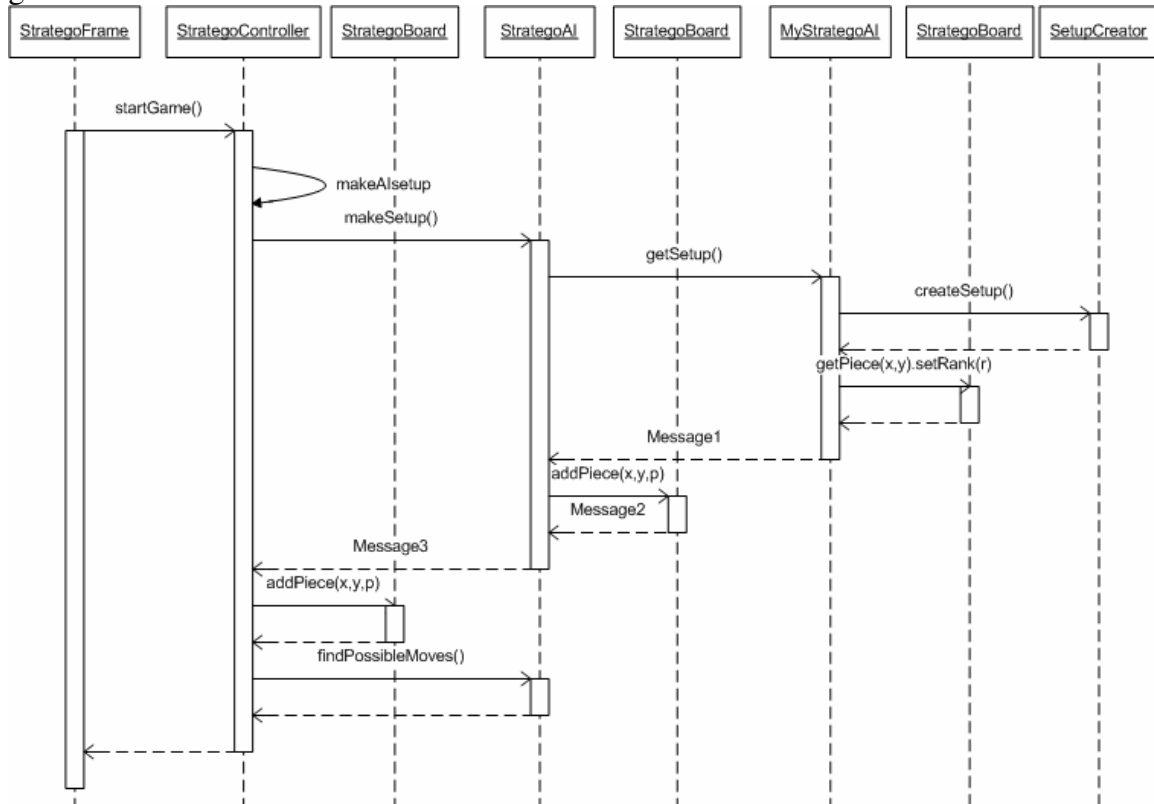 g
StrategoFrame
StrategoController
StrategoBoard
StrategoAI
StrategoBoard
MyStrategoAI
StrategoBoard
SetupCreator
startGame()
makeAIsetup
makeSetup()
getSetup()
createSetup()
getPiece(x,y).setRank(r)
Message1
addPiece(x,y,p)
Message2
Message3
addPiece(x,y,p)
findPossibleMoves()